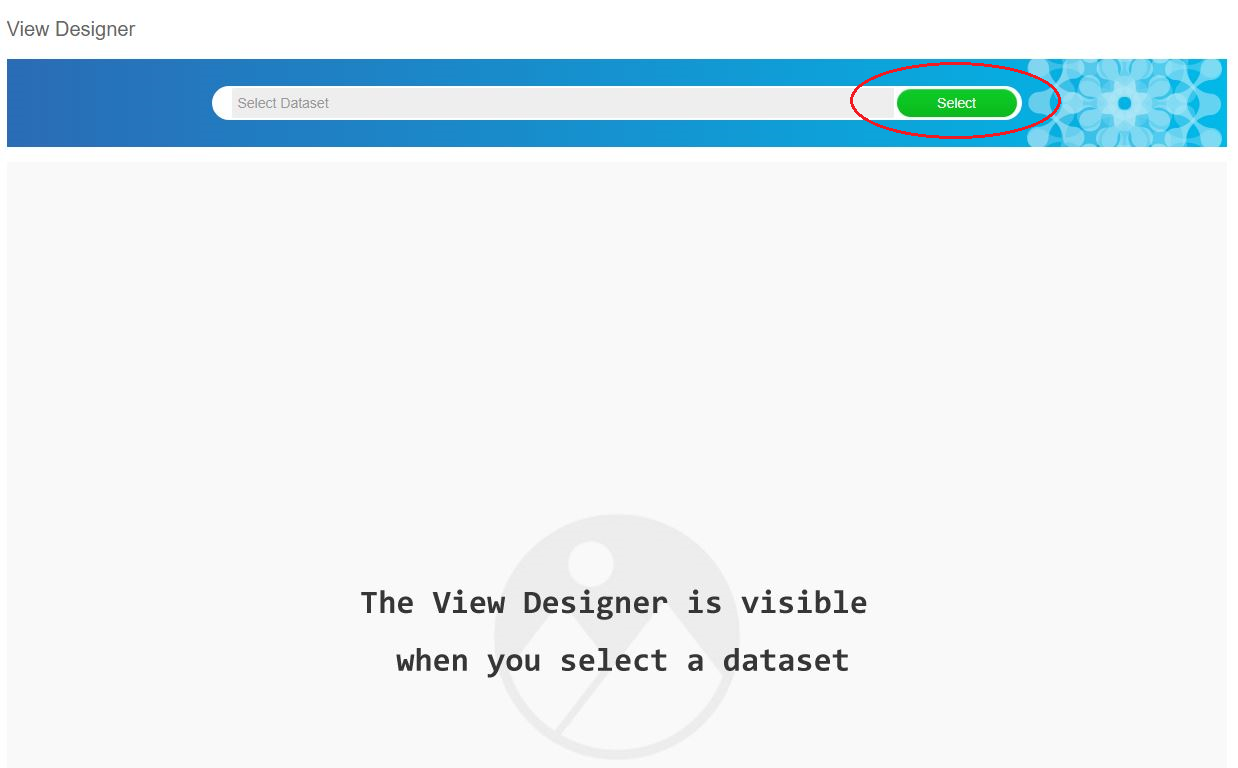 View Designer
Select Dataset
Select
The View Designer is visible
when you select a dataset